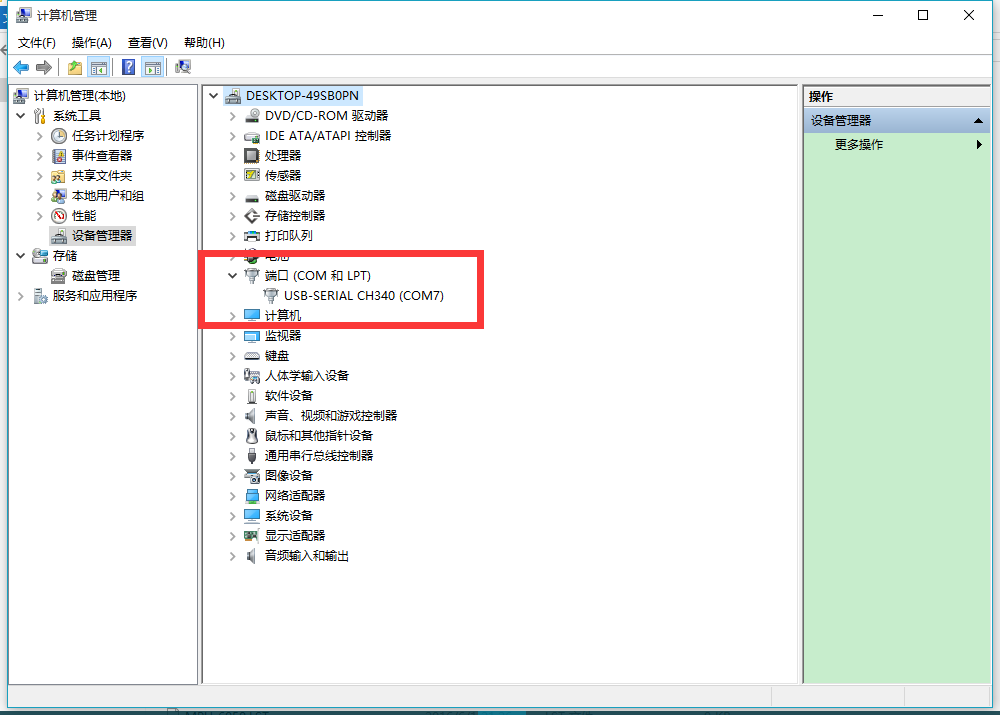 计算机管理
文件(F) 操作(A) 查看(V) 帮助(H)
计算机管理(本地)
系统工具
任务计划程序
事件查看器
共享文件夹
本地用户和组
性能
设备管理器
存储
磁盘管理
服务和应用程序
DESKTOP-49SB0PN
DVD/CD-ROM 驱动器
IDE ATA/ATAPI 控制器
处理器
传感器
磁盘驱动器
存储控制器
打印队列
电池
端口 (COM 和 LPT)
USB-SERIAL CH340 (COM7)
计算机
监视器
键盘
人体学输入设备
软件设备
声音、视频和游戏控制器
鼠标和其他指针设备
通用串行总线控制器
图像设备
网络适配器
系统设备
显示适配器
音频输入和输出
操作
设备管理器
更多操作